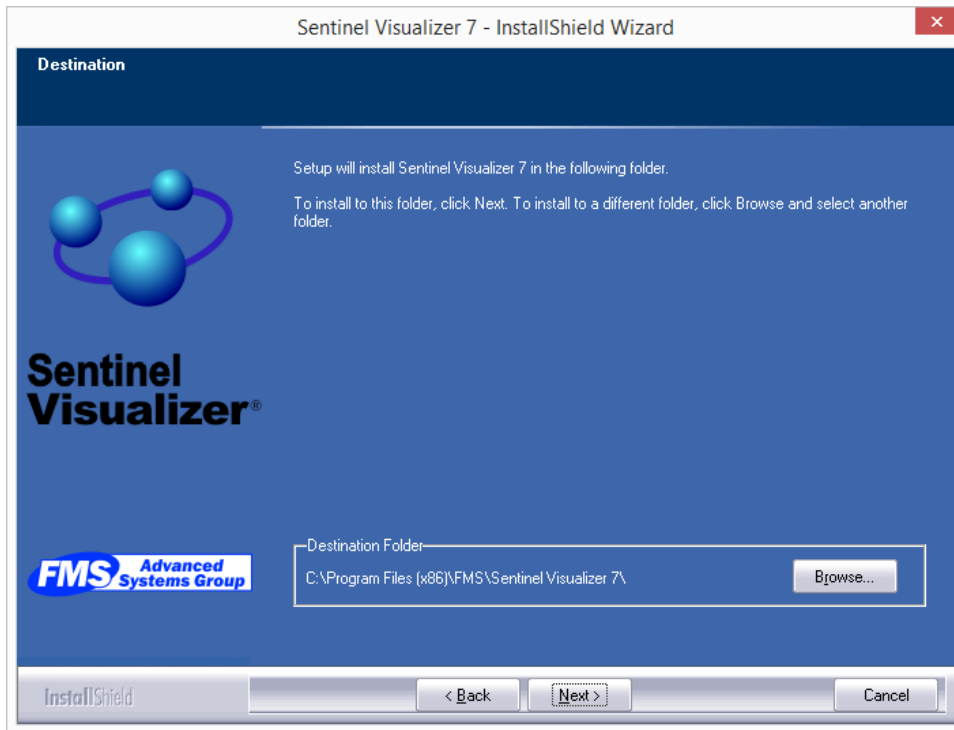 Sentinel Visualizer 7 - InstallShield Wizard
Destination
Setup will install Sentinel Visualizer 7 in the following folder.
To install to this folder, click Next. To install to a different folder, click Browse and select another
folder.
Sentinel
Visualizer®
FMS Advanced
Systems Group
Destination Folder
C:\Program Files (x86)\FMS\Sentinel Visualizer 7\
Browse...
InstallShield
< Back
Next >
Cancel